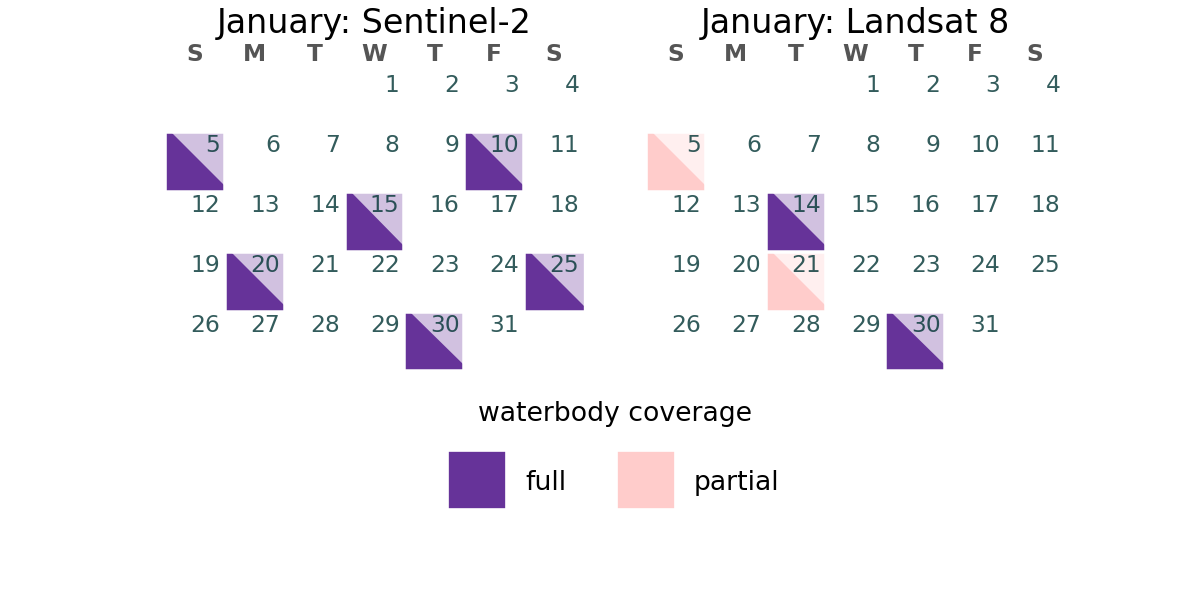 January: Sentinel-2
S M T W T F S
1 2 3 4
5 6 7 8 9 10 11
12 13 14 15 16 17 18
19 20 21 22 23 24 25
26 27 28 29 30 31
January: Landsat 8
S M T W T F S
1 2 3 4
5 6 7 8 9 10 11
12 13 14 15 16 17 18
19 20 21 22 23 24 25
26 27 28 29 30 31
waterbody coverage
full
partial